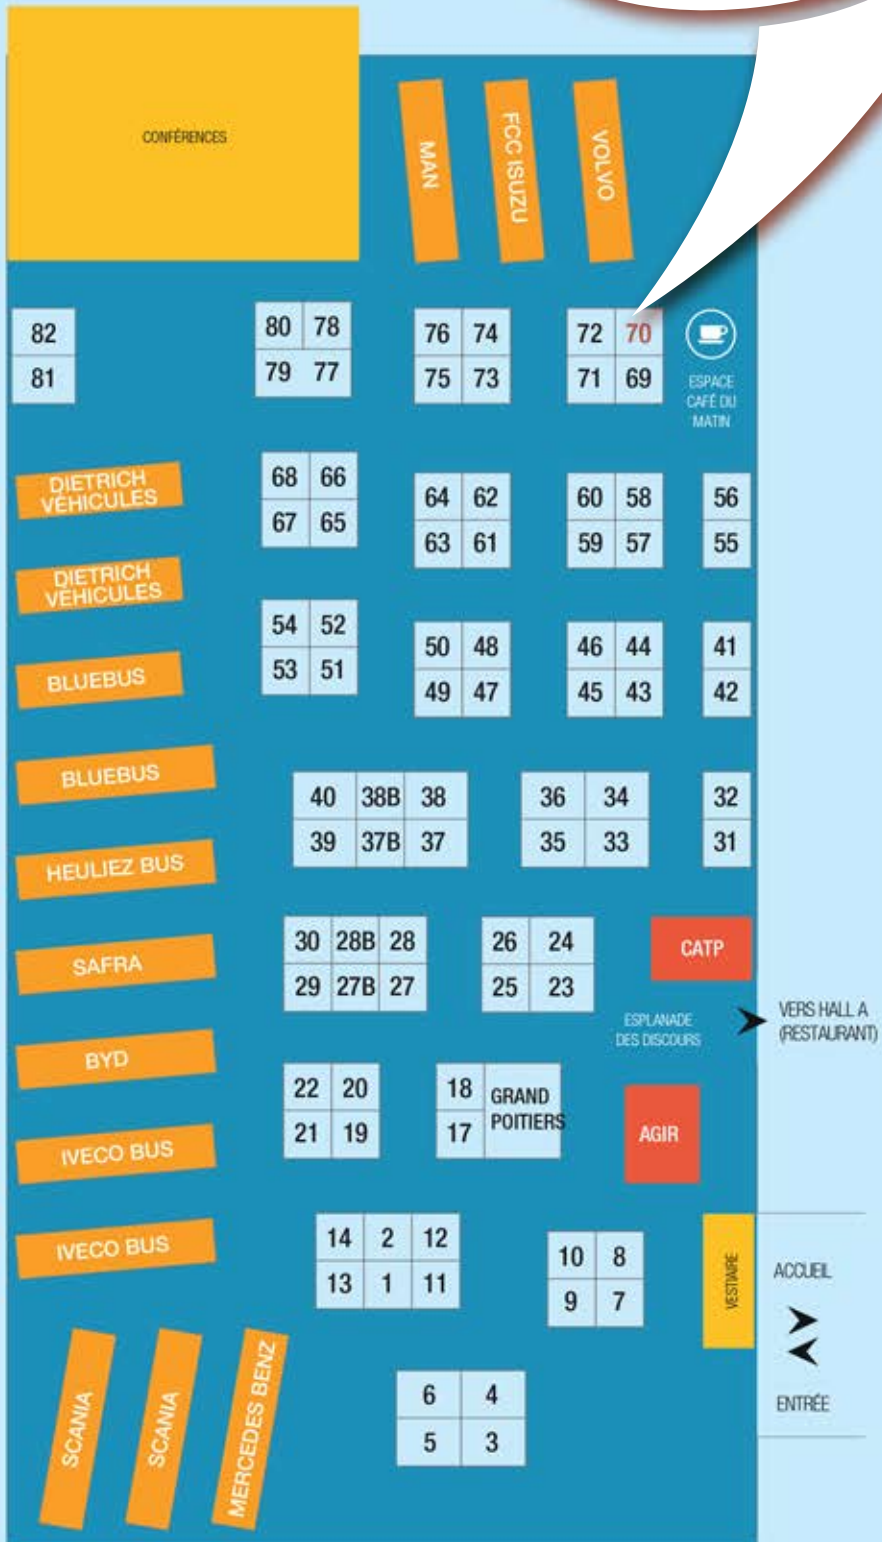 CONFÉRENCES
MAN
FCC ISUZU
VOLVO
82
81
80 78
79 77
76 74
75 73
72 70
71 69
ESPACE
CAFÉ DU
MATIN
DIETRICH
VÉHICULES
68 66
67 65
64 62
63 61
60 58
59 57
56
55
DIETRICH
VÉHICULES
54 52
53 51
50 48
49 47
46 44
45 43
41
42
BLUEBUS
BLUEBUS
40 38B 38
39 37B 37
36 34
35 33
32
31
HEULIEZ BUS
30 28B 28
29 27B 27
26 24
25 23
CATP
SAFRA
ESPLANADE
DES DISCOURS
VERS HALL A
(RESTAURANT)
BYD
22 20
21 19
18
17
GRAND
POITIERS
AGIR
IVECO BUS
IVECO BUS
14 2 12
13 1 11
10 8
9 7
VESTIAIRE
ACCUEIL
ENTRÉE
SCANIA
SCANIA
MERCEDES BENZ
6 4
5 3